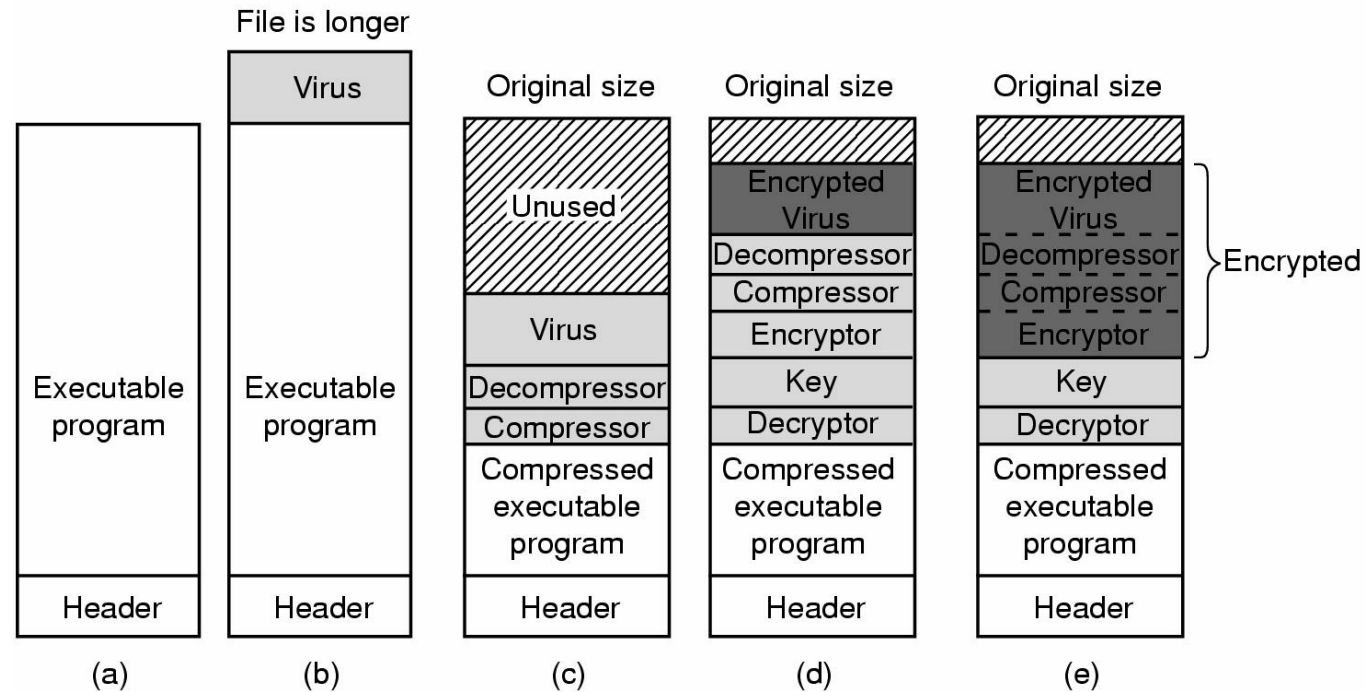 File is longer
Virus
Executable
program
Header
(a)
Executable
program
Header
(b)
Original size
Unused
Virus
Decompressor
Compressor
Compressed
executable
program
Header
(c)
Original size
Encrypted
Virus
Decompressor
Compressor
Encryptor
Key
Decryptor
Compressed
executable
program
Header
(d)
Original size
Encrypted
Virus
Decompressor
Compressor
Encryptor
Key
Decryptor
Compressed
executable
program
Header
(e)
Encrypted